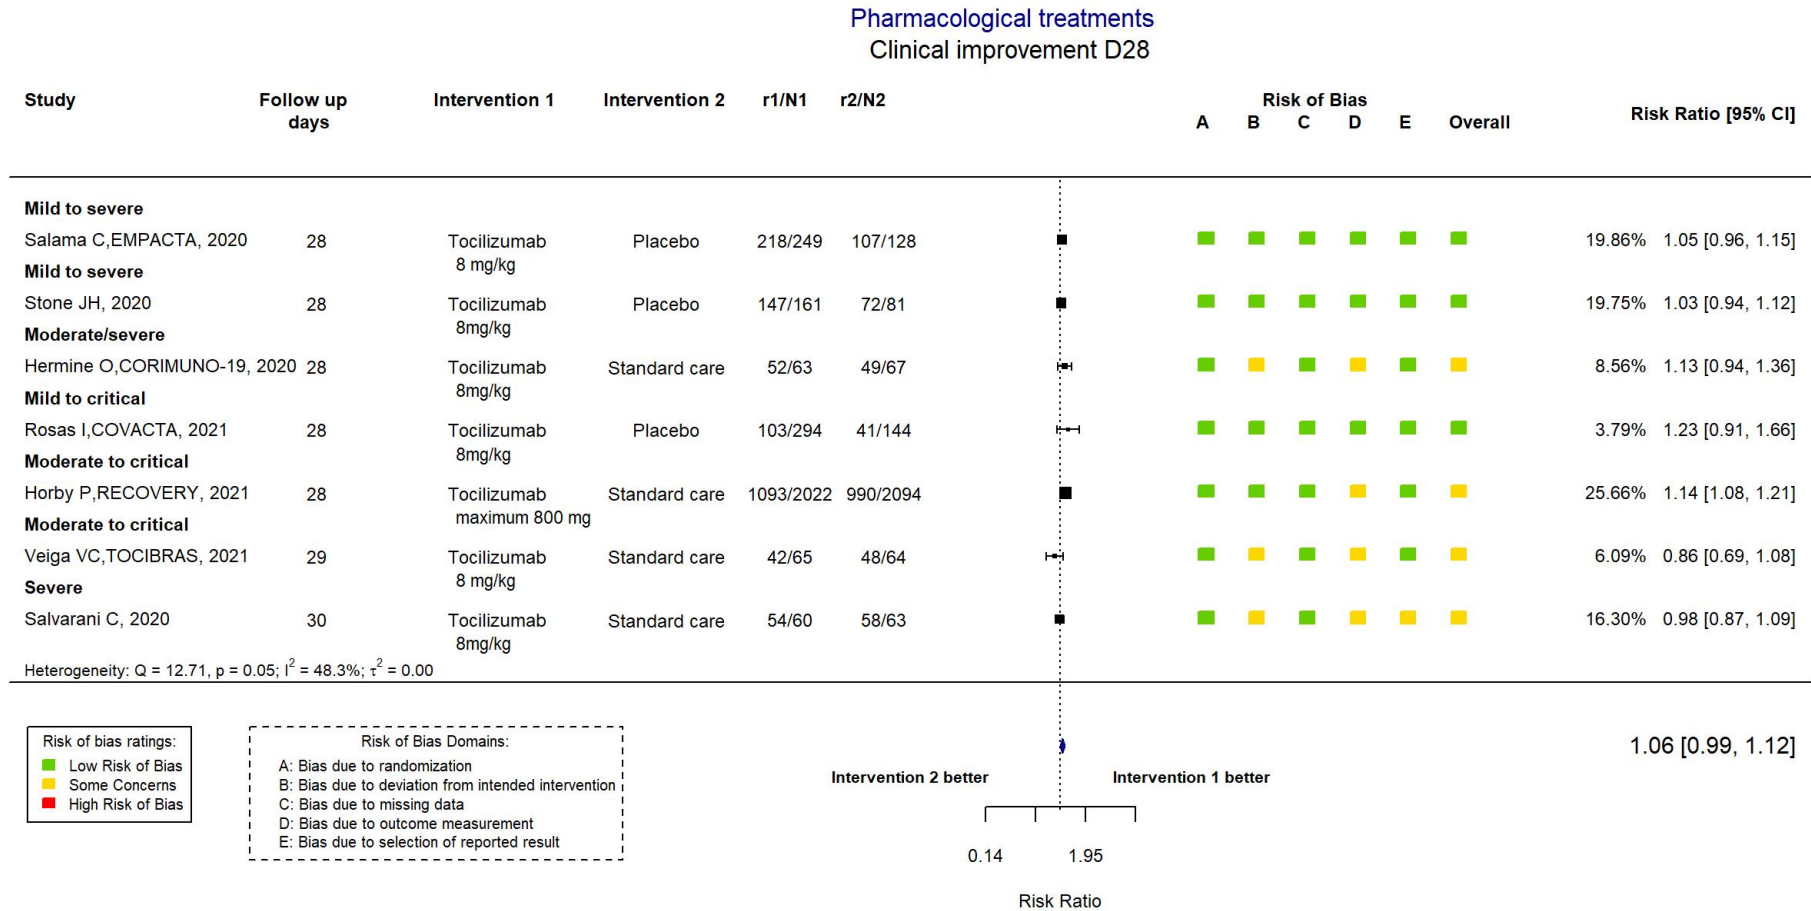 Pharmacological treatments
Clinical improvement D28
Study Follow up days Intervention 1 Intervention 2 r1/N1 r2/N2 Risk of Bias Risk Ratio [95% CI]
A B C D E Overall
Mild to severe
Salama C,EMPACTA, 2020 28 Tocilizumab Placebo 218/249 107/128 19.86% 1.05 [0.96, 1.15]
8 mg/kg
Mild to severe
Stone JH, 2020 28 Tocilizumab Placebo 147/161 72/81 19.75% 1.03 [0.94, 1.12]
8mg/kg
Moderate/severe
Hermine O,CORIMUNO-19, 2020 28 Tocilizumab Standard care 52/63 49/67 8.56% 1.13 [0.94, 1.36]
8mg/kg
Mild to critical
Rosas I,COVACTA, 2021 28 Tocilizumab Placebo 103/294 41/144 3.79% 1.23 [0.91, 1.66]
8mg/kg
Moderate to critical
Horby P,RECOVERY, 2021 28 Tocilizumab Standard care 1093/2022 990/2094 25.66% 1.14 [1.08, 1.21]
maximum 800 mg
Moderate to critical
Veiga VC,TOCIBRAS, 2021 29 Tocilizumab Standard care 42/65 48/64 6.09% 0.86 [0.69, 1.08]
8 mg/kg
Severe
Salvarani C, 2020 30 Tocilizumab Standard care 54/60 58/63 16.30% 0.98 [0.87, 1.09]
8mg/kg
Heterogeneity: Q = 12.71, p = 0.05; I² = 48.3%; τ² = 0.00
1.06 [0.99, 1.12]
Risk of bias ratings:
Low Risk of Bias
Some Concerns
High Risk of Bias
Risk of Bias Domains:
A: Bias due to randomization
B: Bias due to deviation from intended intervention
C: Bias due to missing data
D: Bias due to outcome measurement
E: Bias due to selection of reported result
Intervention 2 better Intervention 1 better
0.14 1.95
Risk Ratio